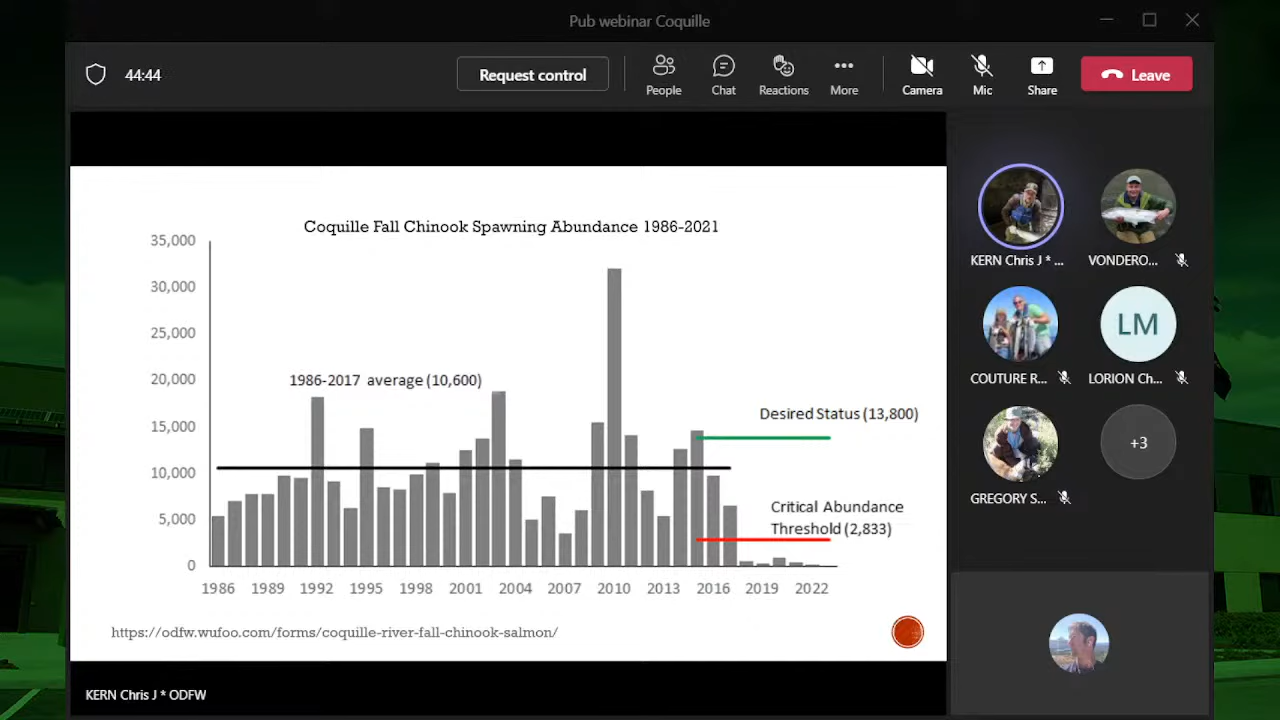 Pub webinar Coquille
44:44
Request control
People
Chat
Reactions
More
Camera
Mic
Share
Leave
Coquille Fall Chinook Spawning Abundance 1986-2021
35,000
30,000
25,000
20,000
15,000
10,000
5,000
0
1986-2017 average (10,600)
Desired Status (13,800)
Critical Abundance
Threshold (2,833)
1986 1989 1992 1995 1998 2001 2004 2007 2010 2013 2016 2019 2022
https://odfw.wufoo.com/forms/coquille-river-fall-chinook-salmon/
KERN Chris J * ODFW
KERN Chris J * ...
VONDERO...
COUTURE R...
LM
LORION Ch...
GREGORY S...
+3